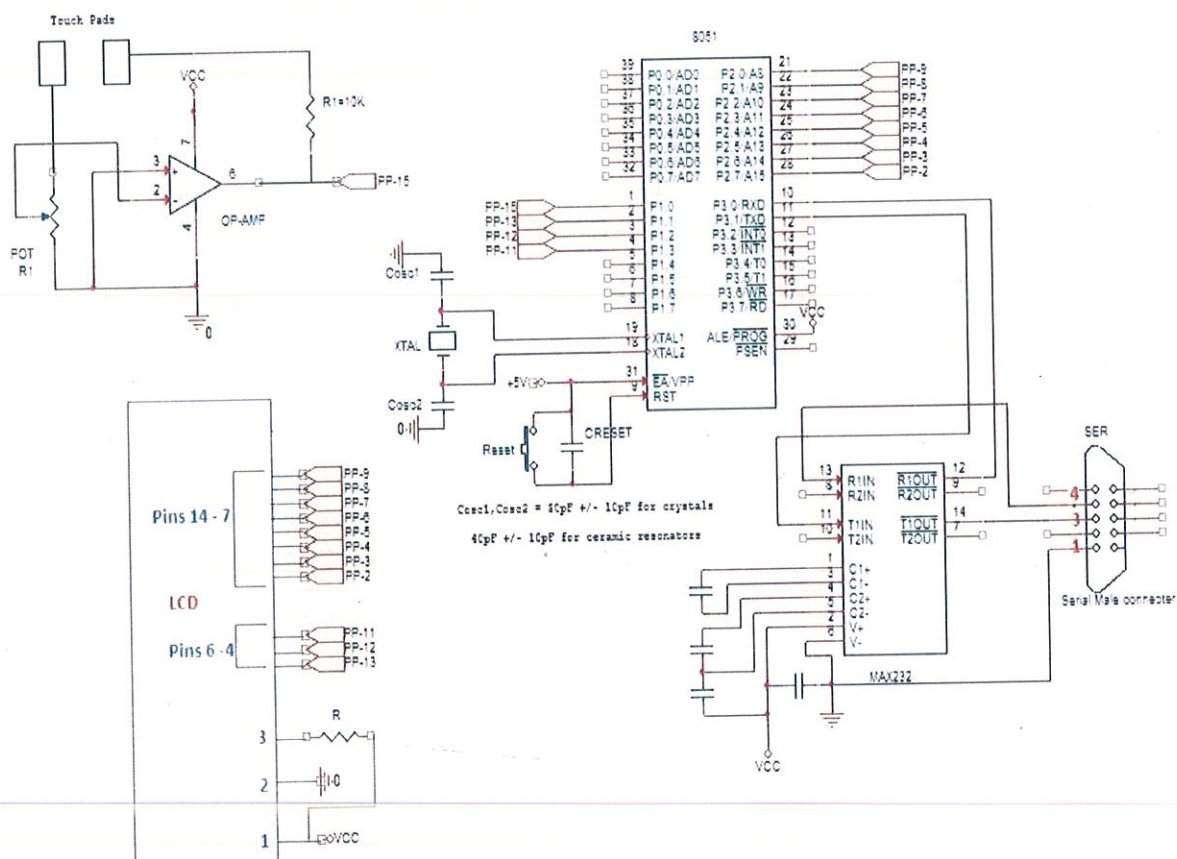 Touch Pads
VCC
R1=10K
7
3
+
6
2
-
PP-15
OP-AMP
4
POT
R1
0
8051
39
38
37
36
35
34
33
32
P0.0/AD0
P0.1/AD1
P0.2/AD2
P0.3/AD3
P0.4/AD4
P0.5/AD5
P0.6/AD6
P0.7/AD7
P2.0/A8
P2.1/A9
P2.2/A10
P2.3/A11
P2.4/A12
P2.5/A13
P2.6/A14
P2.7/A15
21
22
23
24
25
26
27
28
PP-9
PP-8
PP-7
PP-6
PP-5
PP-4
PP-3
PP-2
PP-15
PP-13
PP-12
PP-11
1
2
3
4
5
6
7
8
P1.0
P1.1
P1.2
P1.3
P1.4
P1.5
P1.6
P1.7
P3.0/RXD
P3.1/TXD
P3.2/INT0
P3.3/INT1
P3.4/T0
P3.5/T1
P3.6/WR
P3.7/RD
10
11
12
13
14
15
16
17
VCC
19
18
XTAL1
XTAL2
ALE/PROG
PSEN
30
29
31
9
EA/VPP
RST
Cosc1
XTAL
Cosc2
0
+5V
Reset
CRESET
Cosc1,Cosc2 = 30pF +/- 10pF for crystals
40pF +/- 10pF for ceramic resonators
Pins 14 - 7
PP-9
PP-8
PP-7
PP-6
PP-5
PP-4
PP-3
PP-2
LCD
Pins 6 - 4
PP-11
PP-12
PP-13
R
3
2
0
1
VCC
13
8
11
10
1
3
4
5
2
6
R1IN
R2IN
T1IN
T2IN
C1+
C1-
C2+
C2-
V+
V-
R1OUT
R2OUT
T1OUT
T2OUT
12
9
14
7
MAX232
VCC
SER
4
3
1
Serial Male connecter